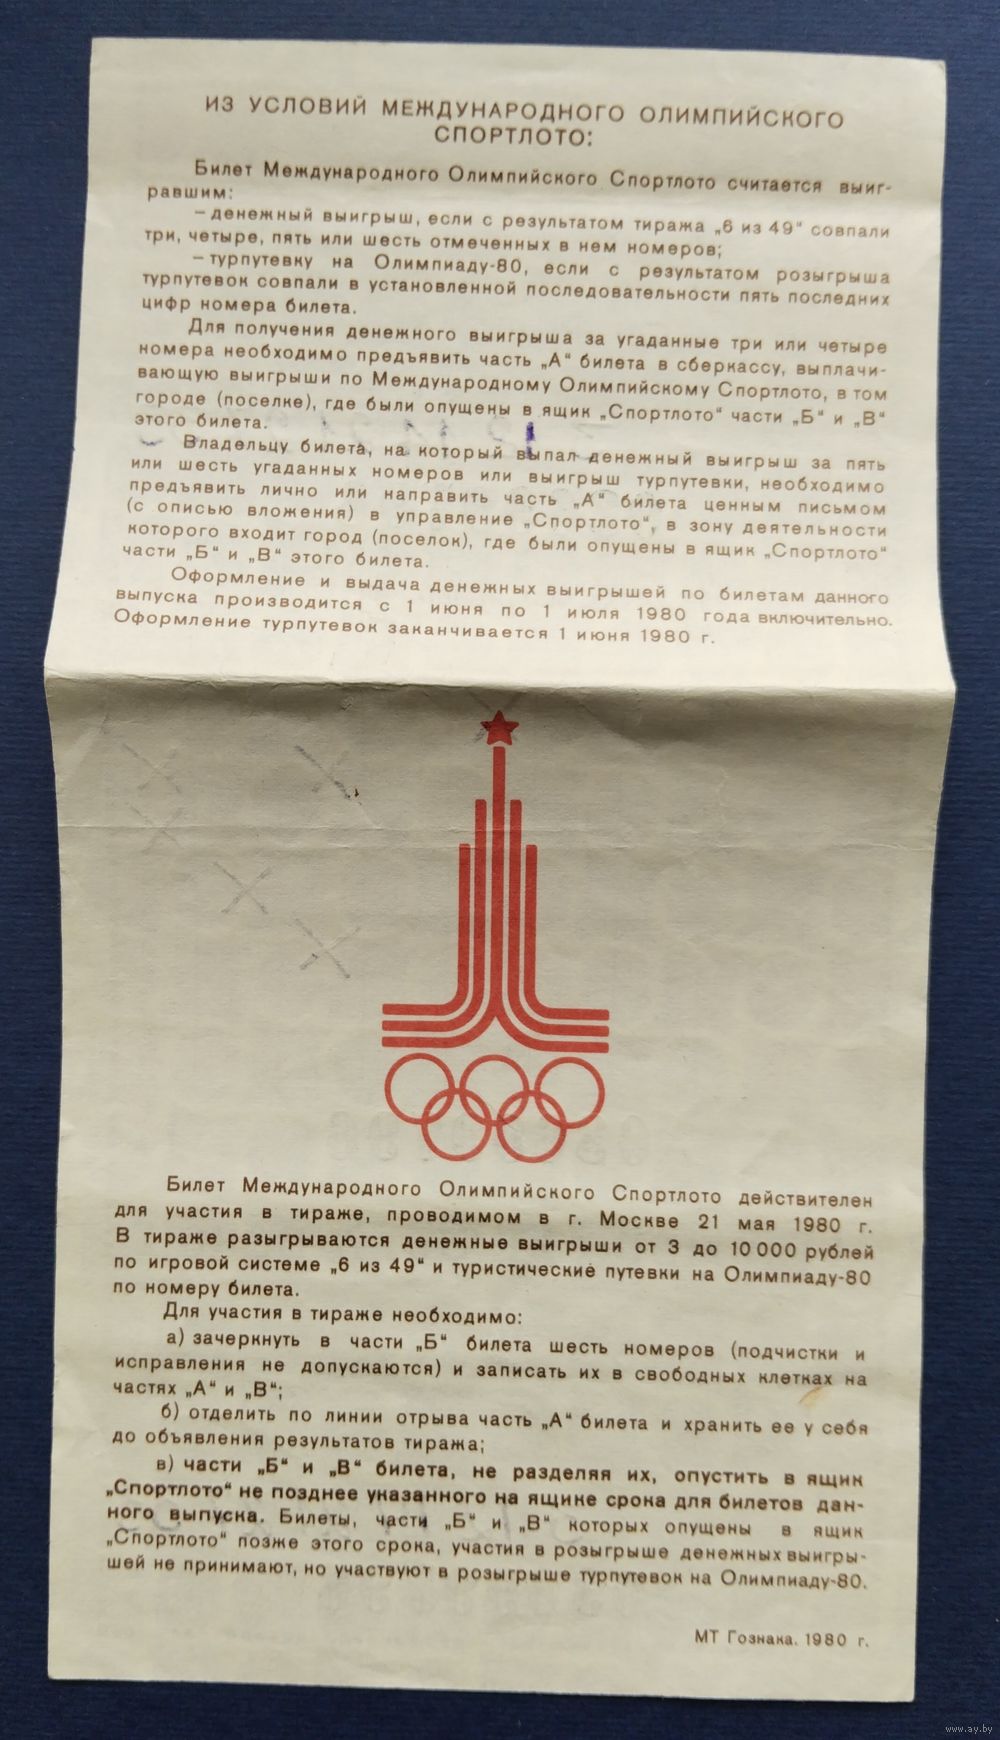 ИЗ УСЛОВИЙ МЕЖДУНАРОДНОГО ОЛИМПИЙСКОГО
СПОРТЛОТО:
Билет Международного Олимпийского Спортлото считается выиг-
равшим:
– денежный выигрыш, если с результатом тиража „6 из 49“ совпали
три, четыре, пять или шесть отмеченных в нем номеров;
– турпутевку на Олимпиаду-80, если с результатом розыгрыша
турпутевок совпали в установленной последовательности пять последних
цифр номера билета.
Для получения денежного выигрыша за угаданные три или четыре
номера необходимо предъявить часть „А“ билета в сберкассу, выплачи-
вающую выигрыши по Международному Олимпийскому Спортлото, в том
городе (поселке), где были опущены в ящик „Спортлото“ части „Б“ и „В“
этого билета.
Владельцу билета, на который выпал денежный выигрыш за пять
или шесть угаданных номеров или выигрыш турпутевки, необходимо
предъявить лично или направить часть „А“ билета ценным письмом
(с описью вложения) в управление „Спортлото“, в зону деятельности
которого входит город (поселок), где были опущены в ящик „Спортлото“
части „Б“ и „В“ этого билета.
Оформление и выдача денежных выигрышей по билетам данного
выпуска производится с 1 июня по 1 июля 1980 года включительно.
Оформление турпутевок заканчивается 1 июня 1980 г.
Билет Международного Олимпийского Спортлото действителен
для участия в тираже, проводимом в г. Москве 21 мая 1980 г.
В тираже разыгрываются денежные выигрыши от 3 до 10 000 рублей
по игровой системе „6 из 49“ и туристические путевки на Олимпиаду-80
по номеру билета.
Для участия в тираже необходимо:
а) зачеркнуть в части „Б“ билета шесть номеров (подчистки и
исправления не допускаются) и записать их в свободных клетках на
частях „А“ и „В“;
б) отделить по линии отрыва часть „А“ билета и хранить ее у себя
до объявления результатов тиража;
в) части „Б“ и „В“ билета, не разделяя их, опустить в ящик
„Спортлото“ не позднее указанного на ящике срока для билетов дан-
ного выпуска. Билеты, части „Б“ и „В“ которых опущены в ящик
„Спортлото“ позже этого срока, участия в розыгрыше денежных выигры-
шей не принимают, но участвуют в розыгрыше турпутевок на Олимпиаду-80.
МТ Гознака. 1980 г.
www.ay.by